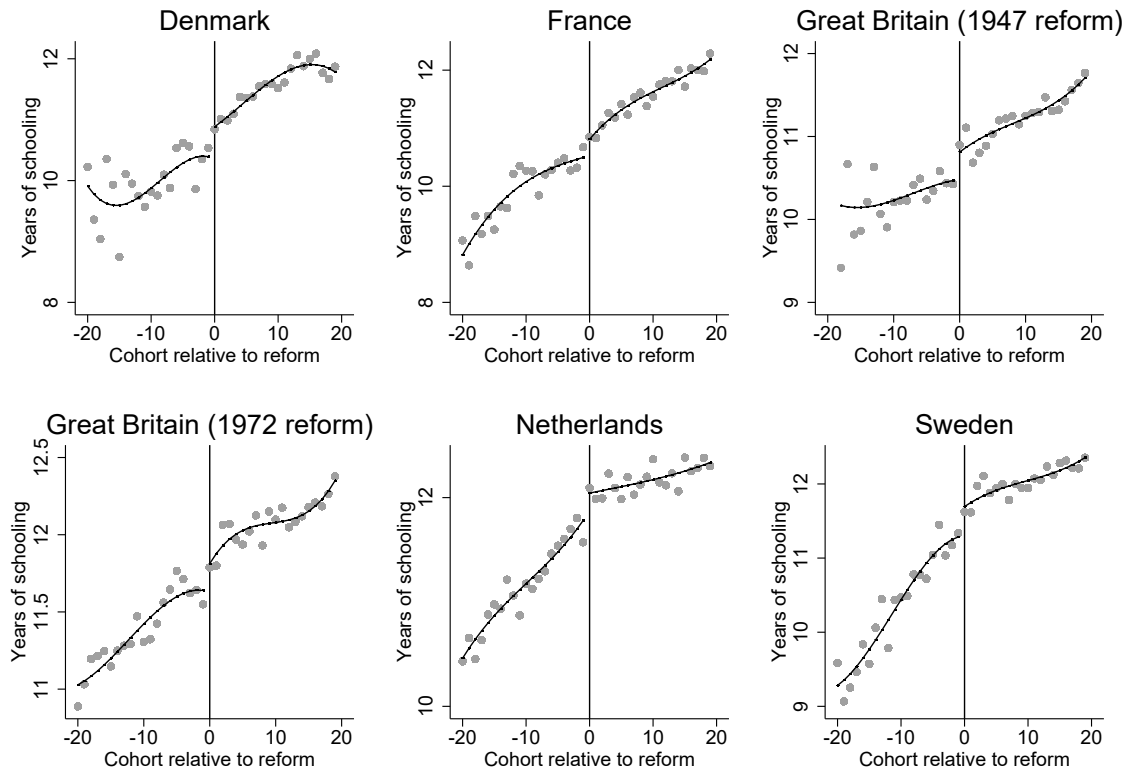 Denmark
Years of schooling
12
10
8
-20 -10 0 10 20
Cohort relative to reform
France
Years of schooling
12
10
8
-20 -10 0 10 20
Cohort relative to reform
Great Britain (1947 reform)
Years of schooling
12
11
10
9
-20 -10 0 10 20
Cohort relative to reform
Great Britain (1972 reform)
Years of schooling
12.5
12
11.5
11
-20 -10 0 10 20
Cohort relative to reform
Netherlands
Years of schooling
12
10
-20 -10 0 10 20
Cohort relative to reform
Sweden
Years of schooling
12
11
10
9
-20 -10 0 10 20
Cohort relative to reform